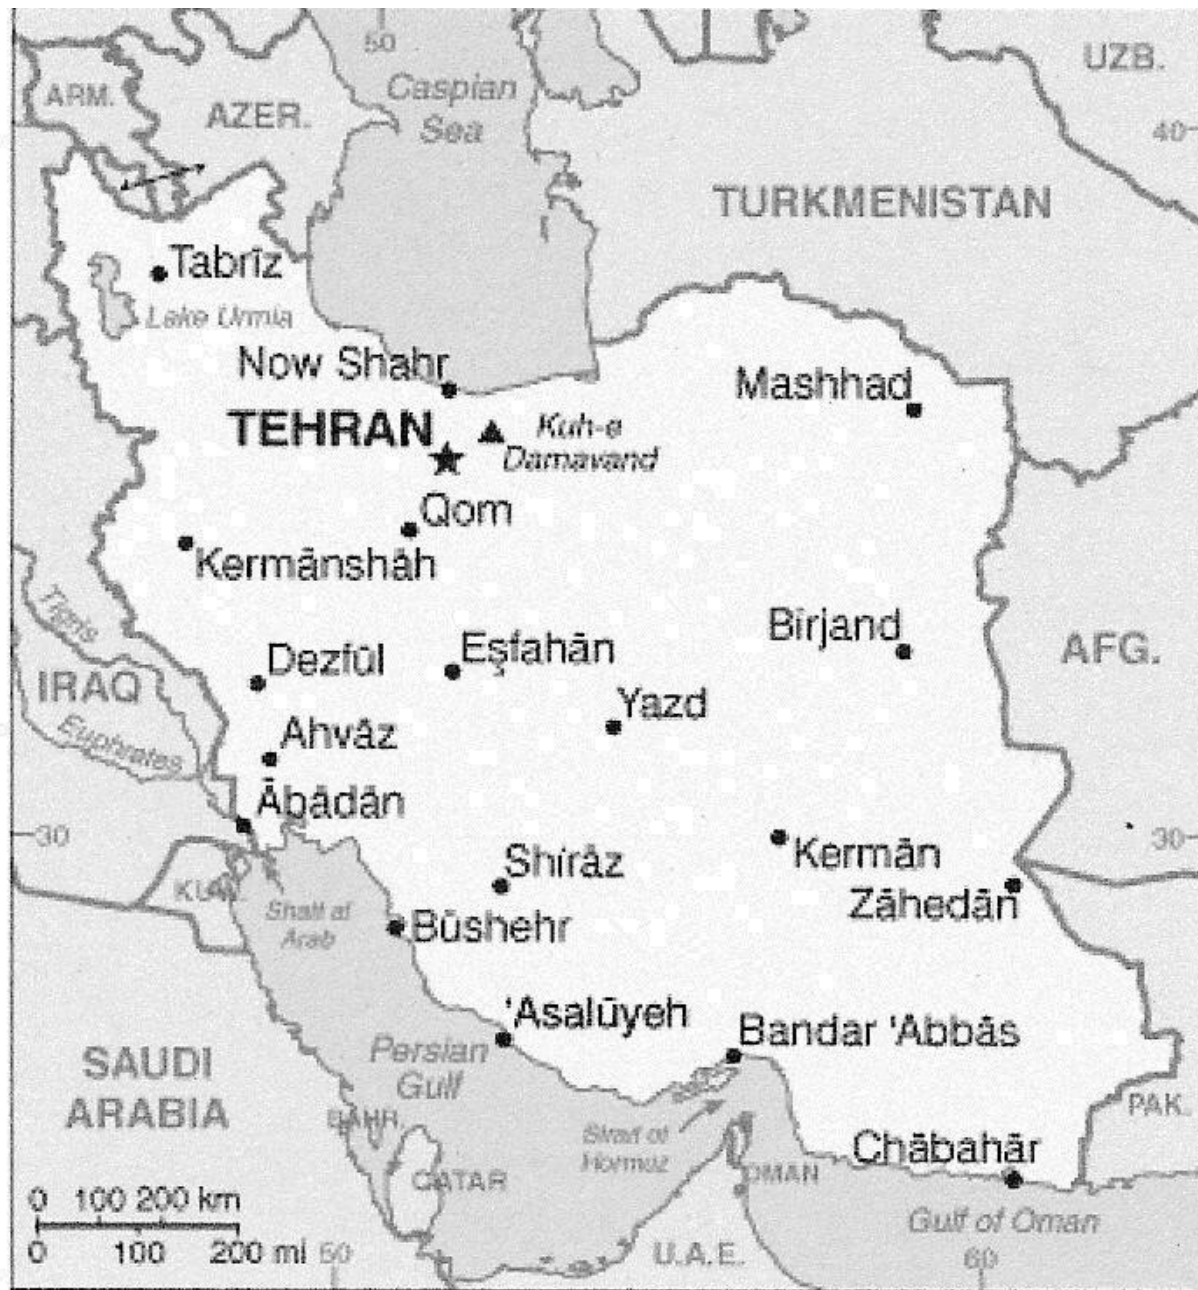 50
Caspian
Sea
UZB.
ARM.
AZER.
40
TURKMENISTAN
Tabrīz
Lake Urmia
Now Shahr
Mashhad
TEHRAN
Kuh-e
Damavand
Qom
Kermānshāh
Tigris
Birjand
Eşfahān
Dezfūl
AFG.
IRAQ
Yazd
Euphrates
Ahvāz
Ābādān
30
30
Shīrāz
Kermān
KUW.
Zāhedān
Shatt al
Arab
Būshehr
'Asalūyeh
Bandar 'Abbās
Persian
Gulf
SAUDI
ARABIA
BAHR.
PAK.
Strait of
Hormuz
Chābahār
QATAR
OMAN
0 100 200 km
Gulf of Oman
0 100 200 mi
50
U.A.E.
60